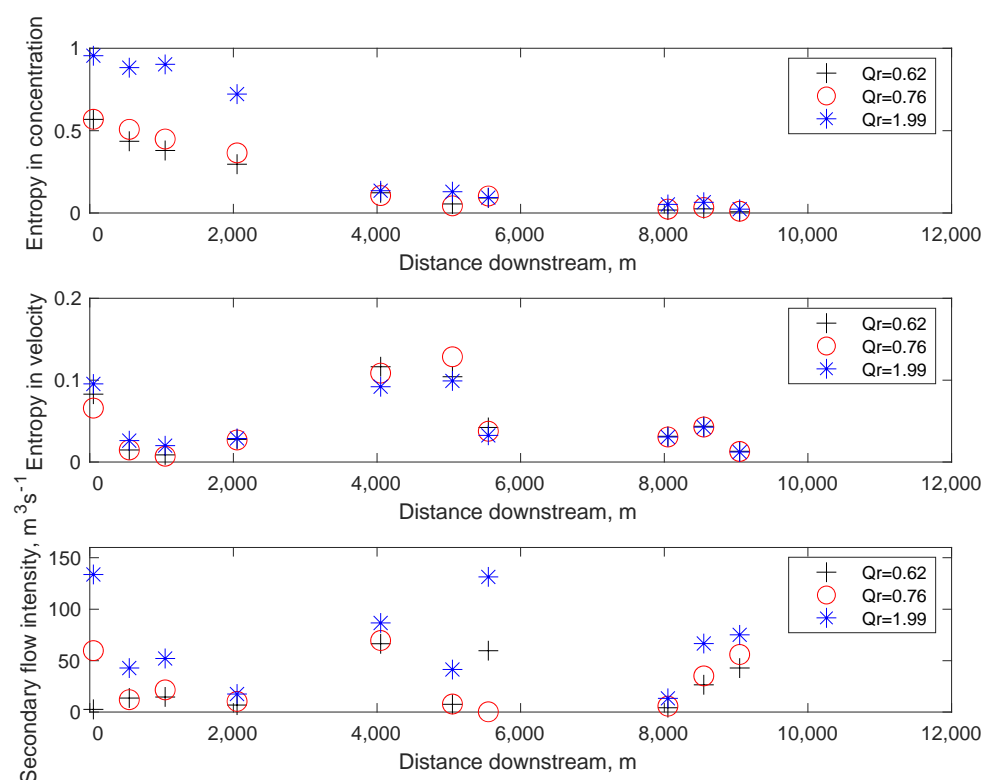 Entropy in concentration
1
0.5
0
Qr=0.62
Qr=0.76
Qr=1.99
0 2,000 4,000 6,000 8,000 10,000 12,000
Distance downstream, m
Entropy in velocity
0.2
0.1
0
Qr=0.62
Qr=0.76
Qr=1.99
0 2,000 4,000 6,000 8,000 10,000 12,000
Distance downstream, m
Secondary flow intensity, m³s⁻¹
150
100
50
0
Qr=0.62
Qr=0.76
Qr=1.99
0 2,000 4,000 6,000 8,000 10,000 12,000
Distance downstream, m